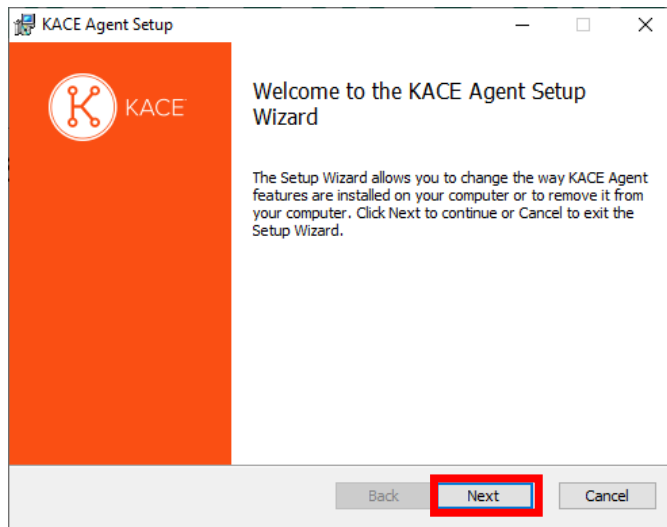 KACE Agent Setup
KACE
Welcome to the KACE Agent Setup
Wizard
The Setup Wizard allows you to change the way KACE Agent
features are installed on your computer or to remove it from
your computer. Click Next to continue or Cancel to exit the
Setup Wizard.
Back Next Cancel